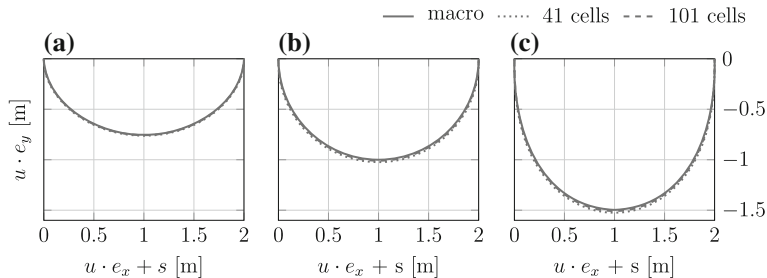 macro 41 cells 101 cells
(a) (b) (c)
0
−0.5
−1
−1.5
u · e_y [m]
0 0.5 1 1.5 2 0 0.5 1 1.5 2 0 0.5 1 1.5 2
u · e_x + s [m] u · e_x + s [m] u · e_x + s [m]